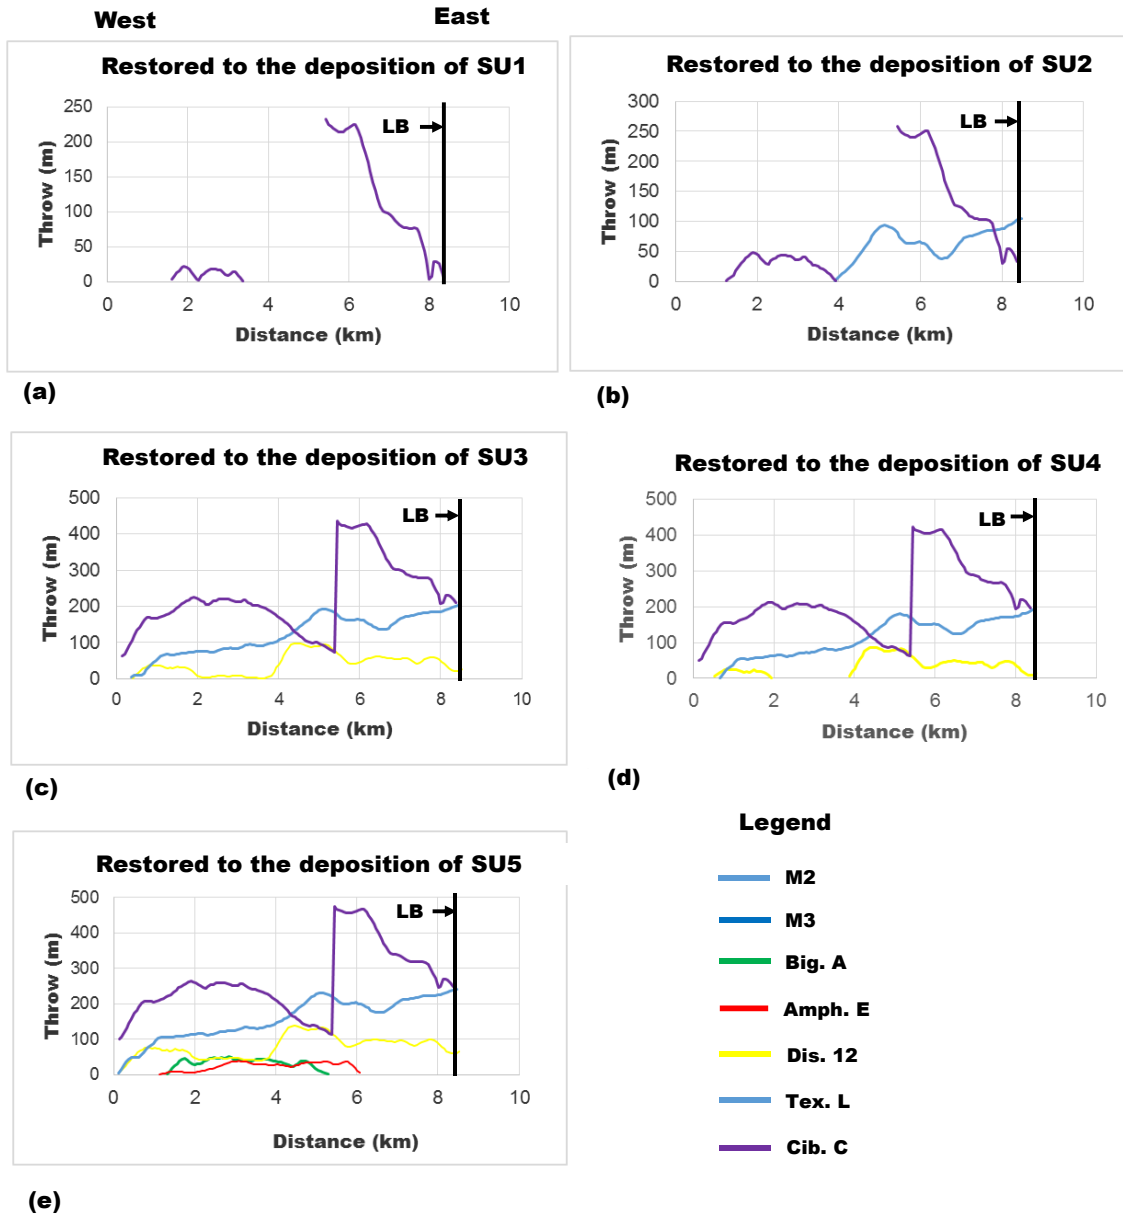 West East
Restored to the deposition of SU1
250
200
150
100
50
0
Throw (m)
LB
0 2 4 6 8 10
Distance (km)
(a)
Restored to the deposition of SU2
300
250
200
150
100
50
0
Throw (m)
LB
0 2 4 6 8 10
Distance (km)
(b)
Restored to the deposition of SU3
500
400
300
200
100
0
Throw (m)
LB
0 2 4 6 8 10
Distance (km)
(c)
Restored to the deposition of SU4
500
400
300
200
100
0
Throw (m)
LB
0 2 4 6 8 10
Distance (km)
(d)
Restored to the deposition of SU5
500
400
300
200
100
0
Throw (m)
LB
0 2 4 6 8 10
Distance (km)
(e)
Legend
M2
M3
Big. A
Amph. E
Dis. 12
Tex. L
Cib. C